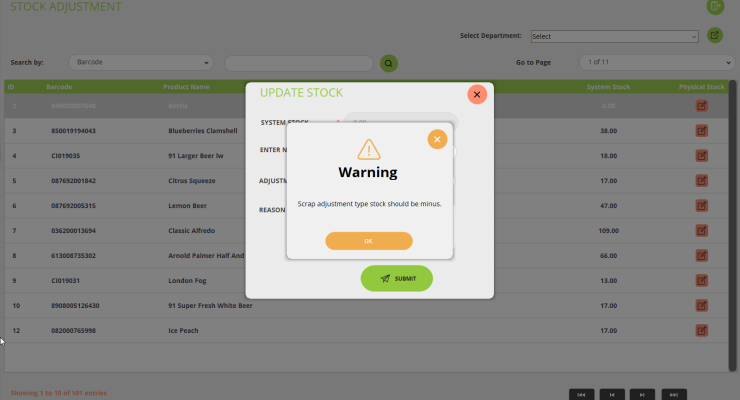 STOCK ADJUSTMENT
Select Department: Select
Search by: Barcode Go to Page 1 of 11
ID Barcode Product Name System Stock Physical Stock
2 Bottle 0.00
3 850019194043 Blueberries Clamshell 38.00
4 CI019035 91 Larger Beer lw 18.00
5 087692001842 Citrus Squeeze 17.00
6 087692005315 Lemon Beer 47.00
7 036200013694 Classic Alfredo 109.00
8 613008735302 Arnold Palmer Half And 66.00
9 CI019031 London Fog 13.00
10 8908005126430 91 Super Fresh White Beer 17.00
12 082000765998 Ice Peach 17.00
Showing 1 to 10 of 101 entries
UPDATE STOCK
SYSTEM STOCK
ENTER N
ADJUSTM
REASON
SUBMIT
Warning
Scrap adjustment type stock should be minus.
OK